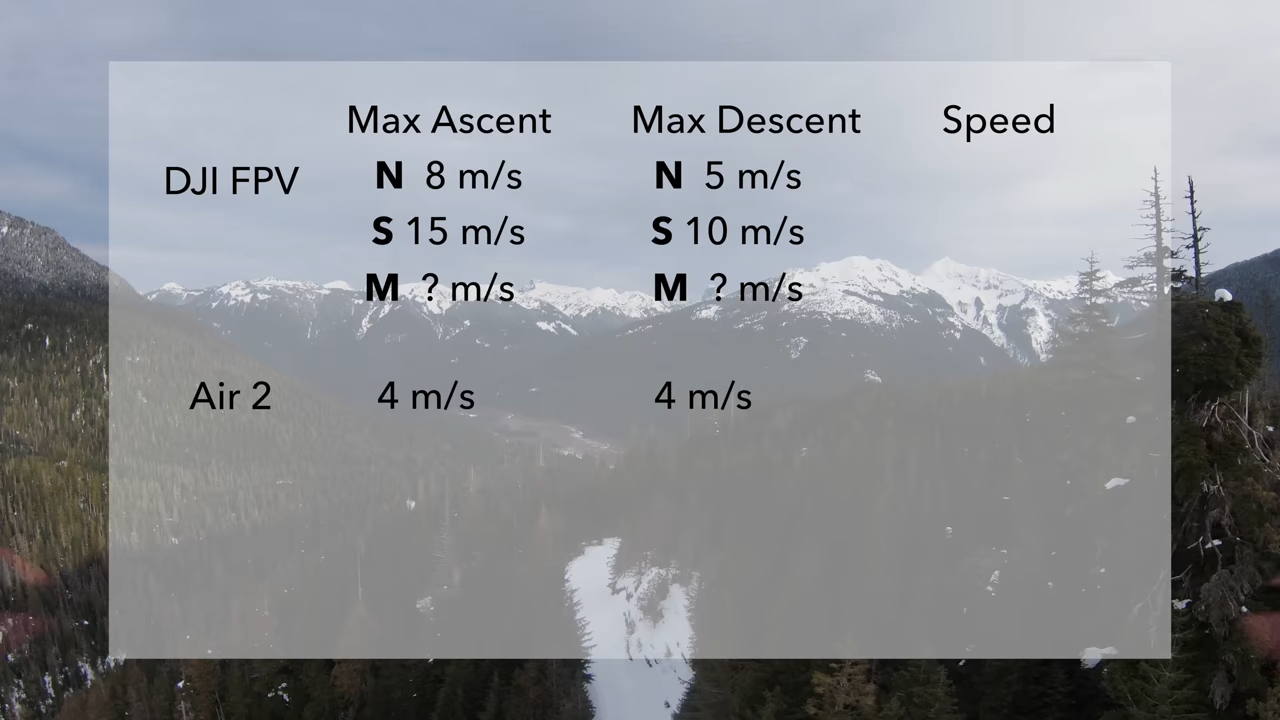 Max Ascent Max Descent Speed
DJI FPV N 8 m/s N 5 m/s
S 15 m/s S 10 m/s
M ? m/s M ? m/s
Air 2 4 m/s 4 m/s